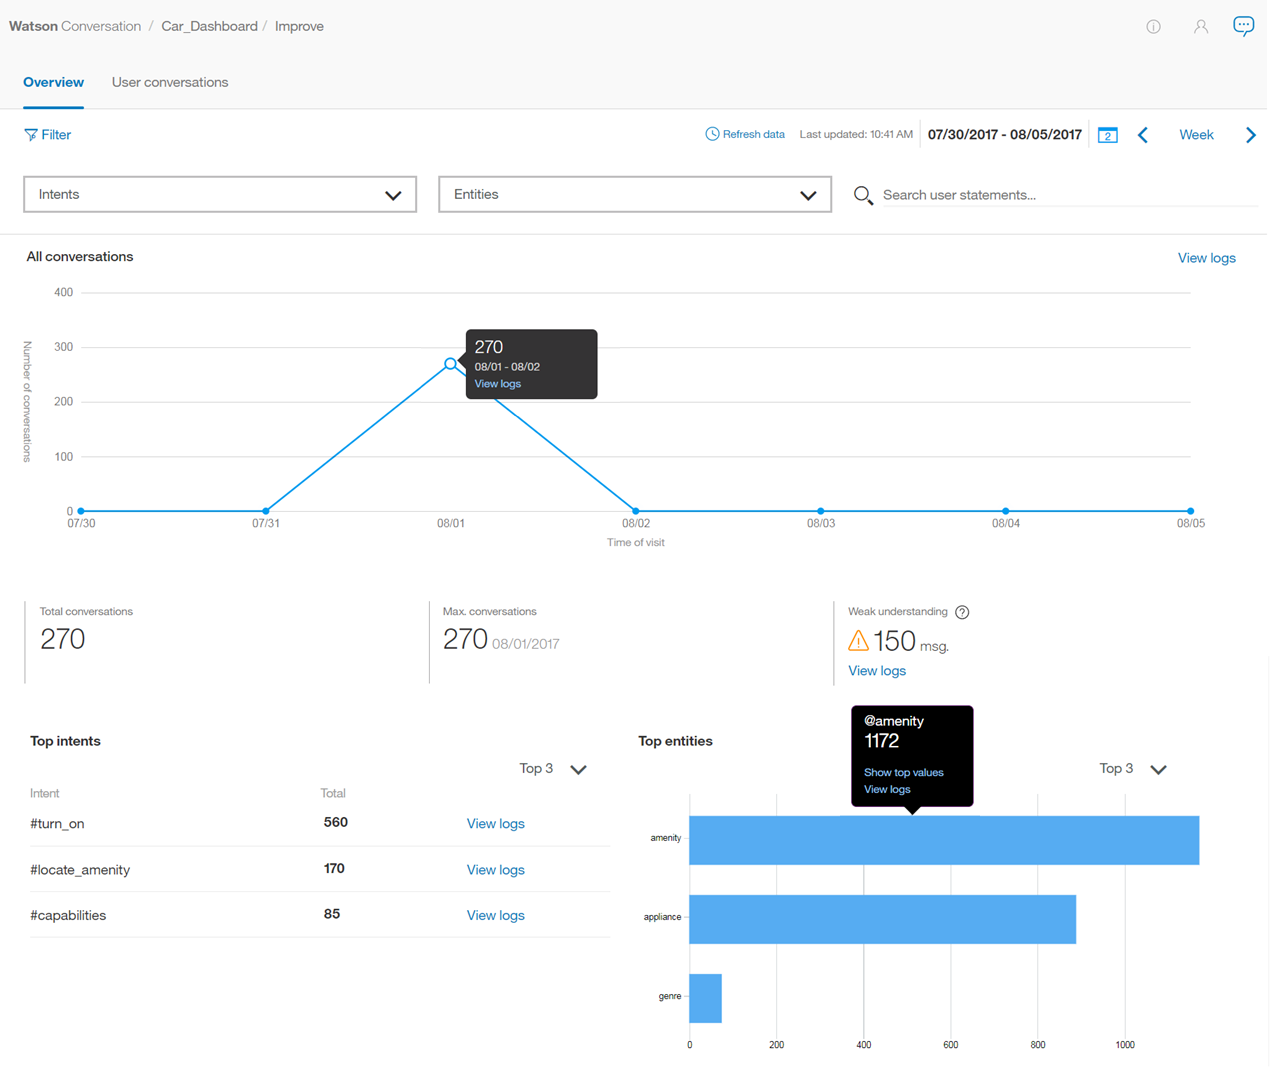 Watson Conversation / Car_Dashboard / Improve
Overview User conversations
Filter
Refresh data Last updated: 10:41 AM 07/30/2017 - 08/05/2017 2 Week
Intents Entities Search user statements...
All conversations View logs
Number of conversations
400
300
200
100
0
270
08/01 - 08/02
View logs
07/30 07/31 08/01 08/02 08/03 08/04 08/05
Time of visit
Total conversations
270
Max. conversations
270 08/01/2017
Weak understanding ?
150 msg.
View logs
Top intents
Top 3
Intent Total
#turn_on 560 View logs
#locate_amenity 170 View logs
#capabilities 85 View logs
Top entities
Top 3
@amenity
1172
Show top values
View logs
amenity
appliance
genre
0 200 400 600 800 1000